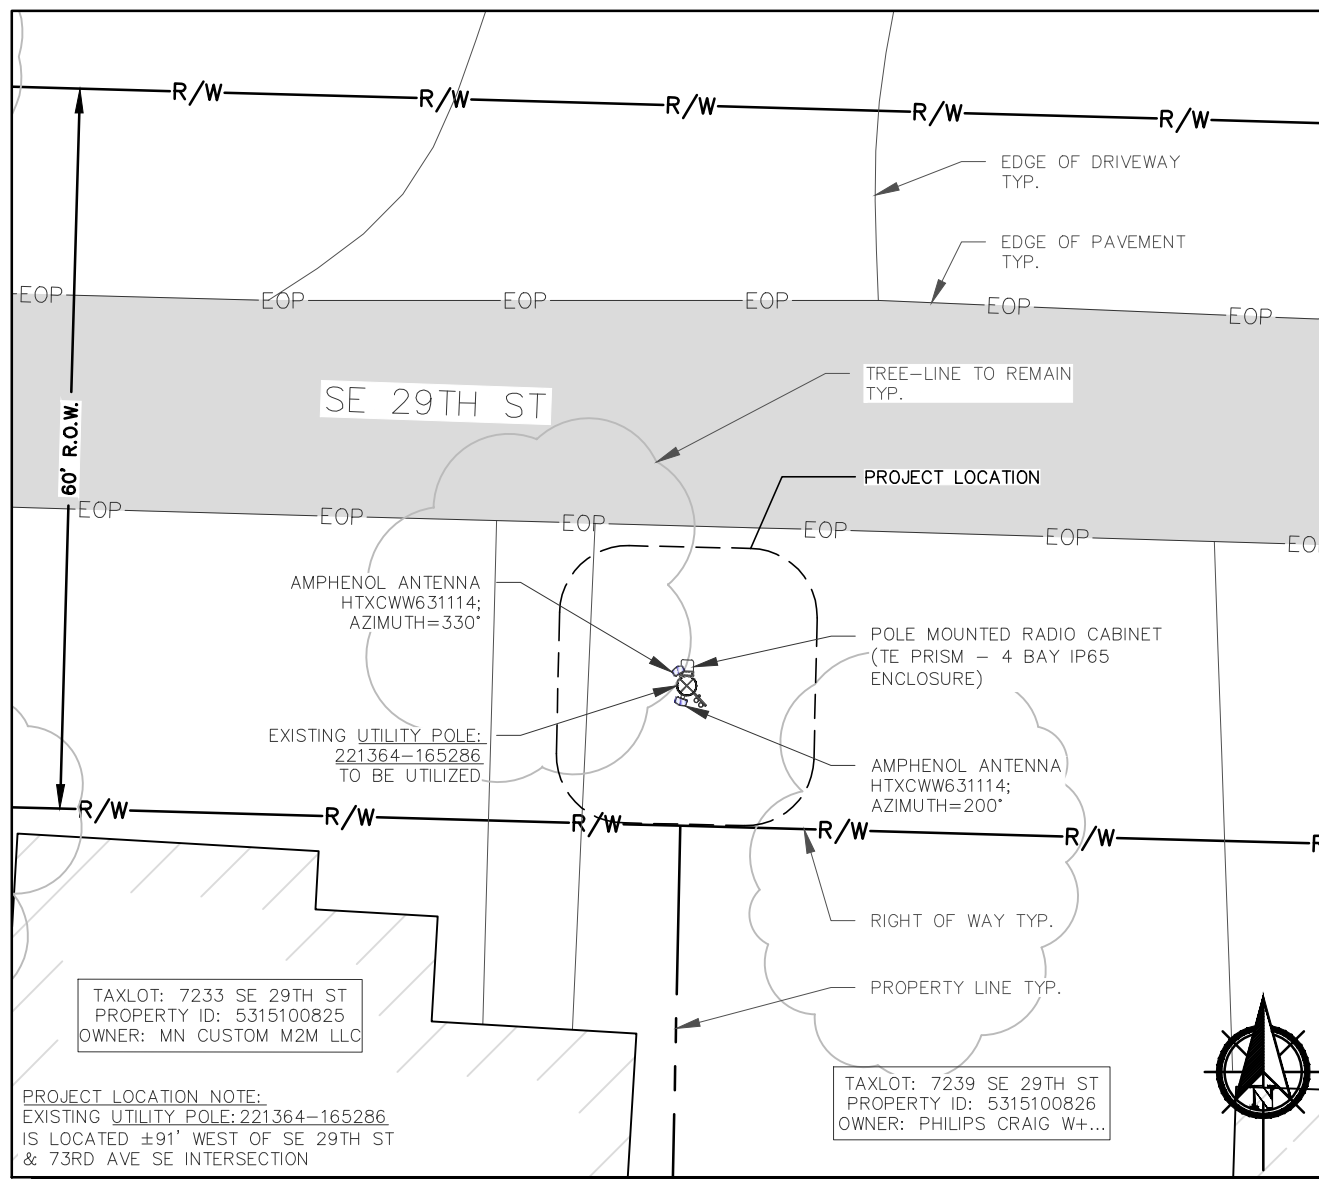 R/W R/W R/W R/W R/W
EDGE OF DRIVEWAY
TYP.
EDGE OF PAVEMENT
TYP.
EOP EOP EOP EOP EOP EOP
TREE-LINE TO REMAIN
TYP.
SE 29TH ST
60' R.O.W.
PROJECT LOCATION
EOP EOP EOP EOP EOP EO
AMPHENOL ANTENNA
HTXCWW631114;
AZIMUTH=330°
POLE MOUNTED RADIO CABINET
(TE PRISM - 4 BAY IP65
ENCLOSURE)
EXISTING UTILITY POLE:
221364-165286
TO BE UTILIZED
AMPHENOL ANTENNA
HTXCWW631114;
AZIMUTH=200°
R/W R/W R/W R/W R/W R
RIGHT OF WAY TYP.
PROPERTY LINE TYP.
TAXLOT: 7233 SE 29TH ST
PROPERTY ID: 5315100825
OWNER: MN CUSTOM M2M LLC
TAXLOT: 7239 SE 29TH ST
PROPERTY ID: 5315100826
OWNER: PHILIPS CRAIG W+...
PROJECT LOCATION NOTE:
EXISTING UTILITY POLE: 221364-165286
IS LOCATED ±91' WEST OF SE 29TH ST
& 73RD AVE SE INTERSECTION
N